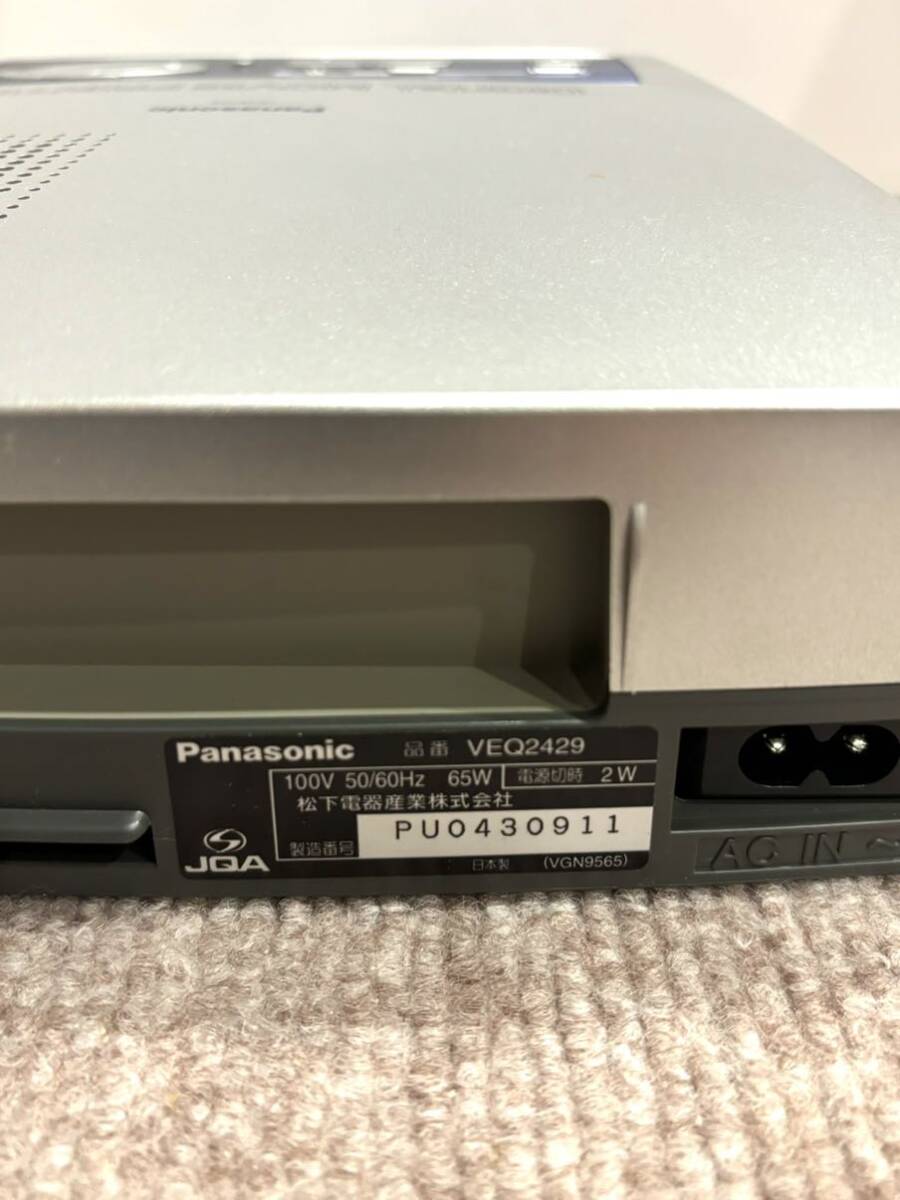 Panasonic
Panasonic 品番 VEQ2429
100V 50/60Hz 65W 電源切時 2W
松下電器産業株式会社
製造番号 PU0430911
JQA
日本製 (VGN9565)
AC IN ~